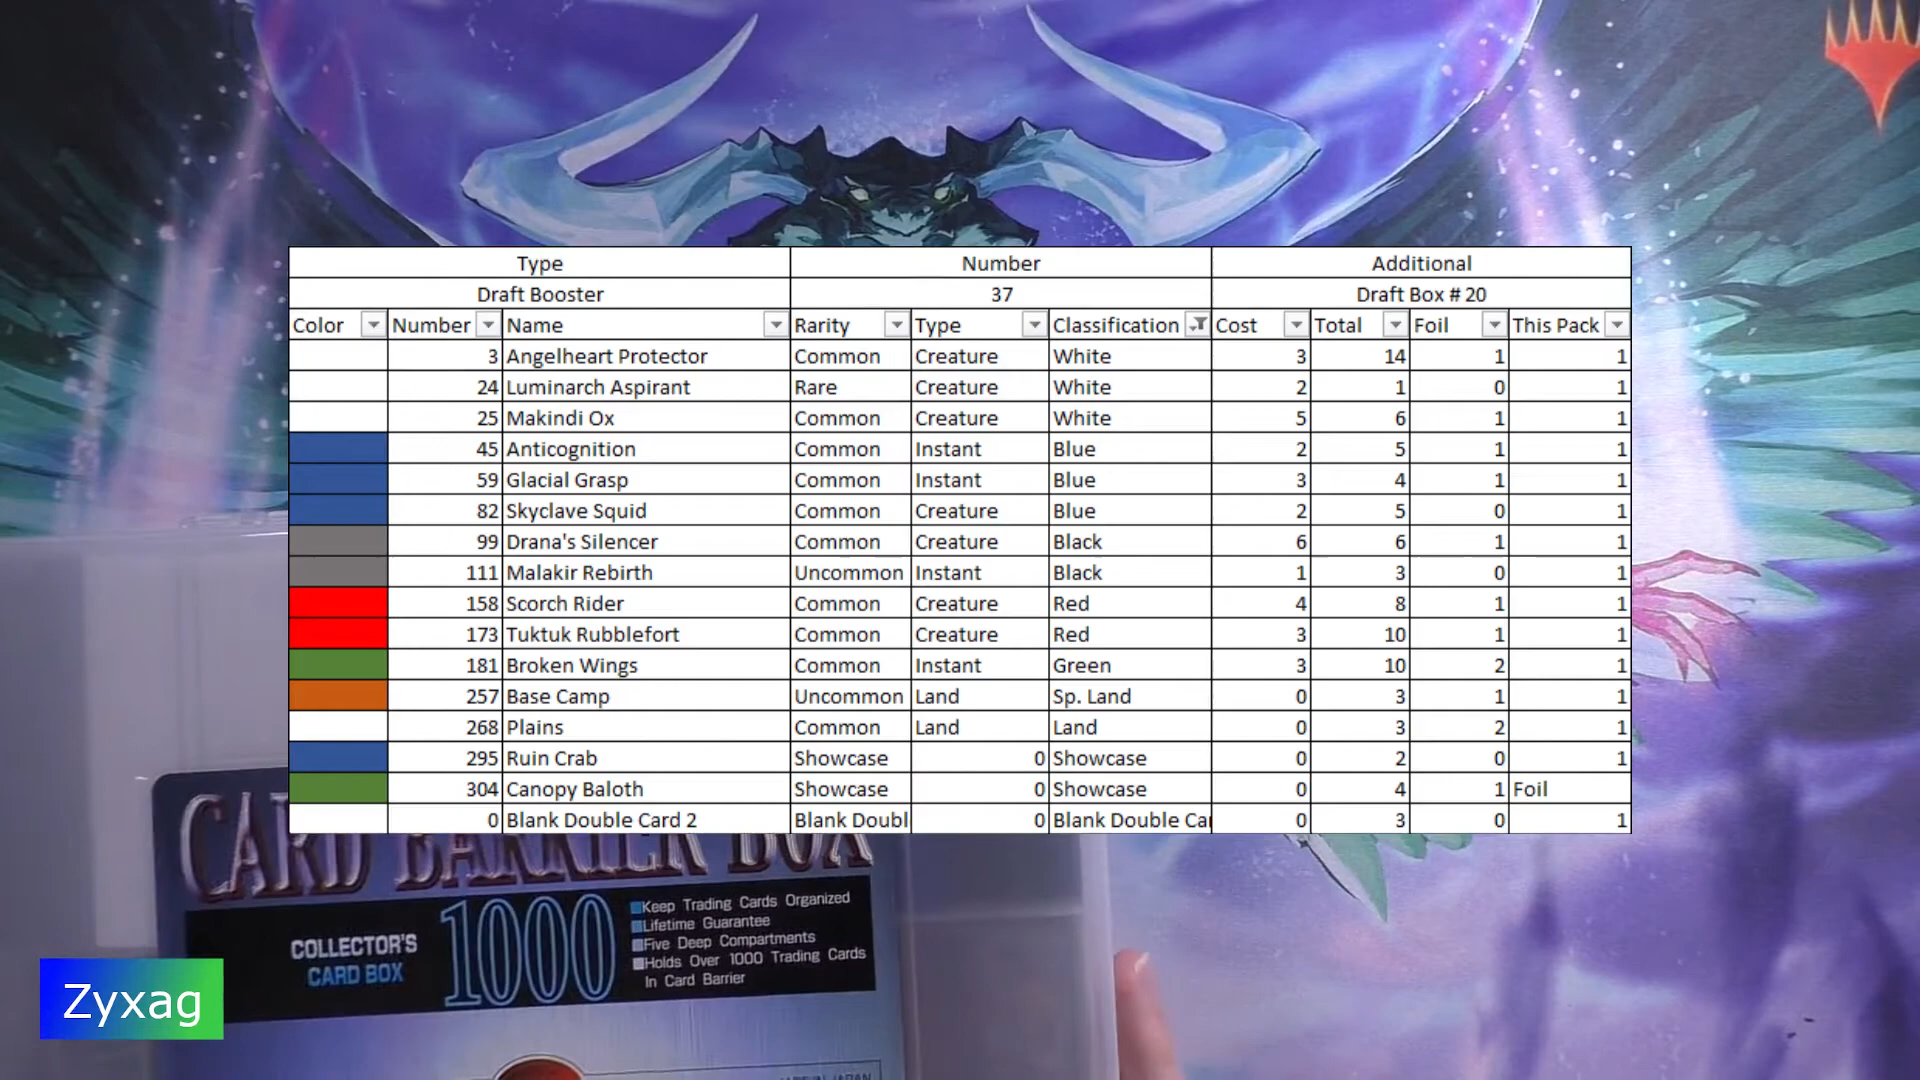 Type Number Additional
Draft Booster 37 Draft Box # 20
Color Number Name Rarity Type Classification Cost Total Foil This Pack
3 Angelheart Protector Common Creature White 3 14 1 1
24 Luminarch Aspirant Rare Creature White 2 1 0 1
25 Makindi Ox Common Creature White 5 6 1 1
45 Anticognition Common Instant Blue 2 5 1 1
59 Glacial Grasp Common Instant Blue 3 4 1 1
82 Skyclave Squid Common Creature Blue 2 5 0 1
99 Drana's Silencer Common Creature Black 6 6 1 1
111 Malakir Rebirth Uncommon Instant Black 1 3 0 1
158 Scorch Rider Common Creature Red 4 8 1 1
173 Tuktuk Rubblefort Common Creature Red 3 10 1 1
181 Broken Wings Common Instant Green 3 10 2 1
257 Base Camp Uncommon Land Sp. Land 0 3 1 1
268 Plains Common Land Land 0 3 2 1
295 Ruin Crab Showcase 0 Showcase 0 2 0 1
304 Canopy Baloth Showcase 0 Showcase 0 4 1 Foil
0 Blank Double Card 2 Blank Doubl 0 Blank Double Car 0 3 0 1
CARD BARRIER BOX
COLLECTOR'S
CARD BOX
1000
Keep Trading Cards Organized
Lifetime Guarantee
Five Deep Compartments
Holds Over 1000 Trading Cards
In Card Barrier
Zyxag